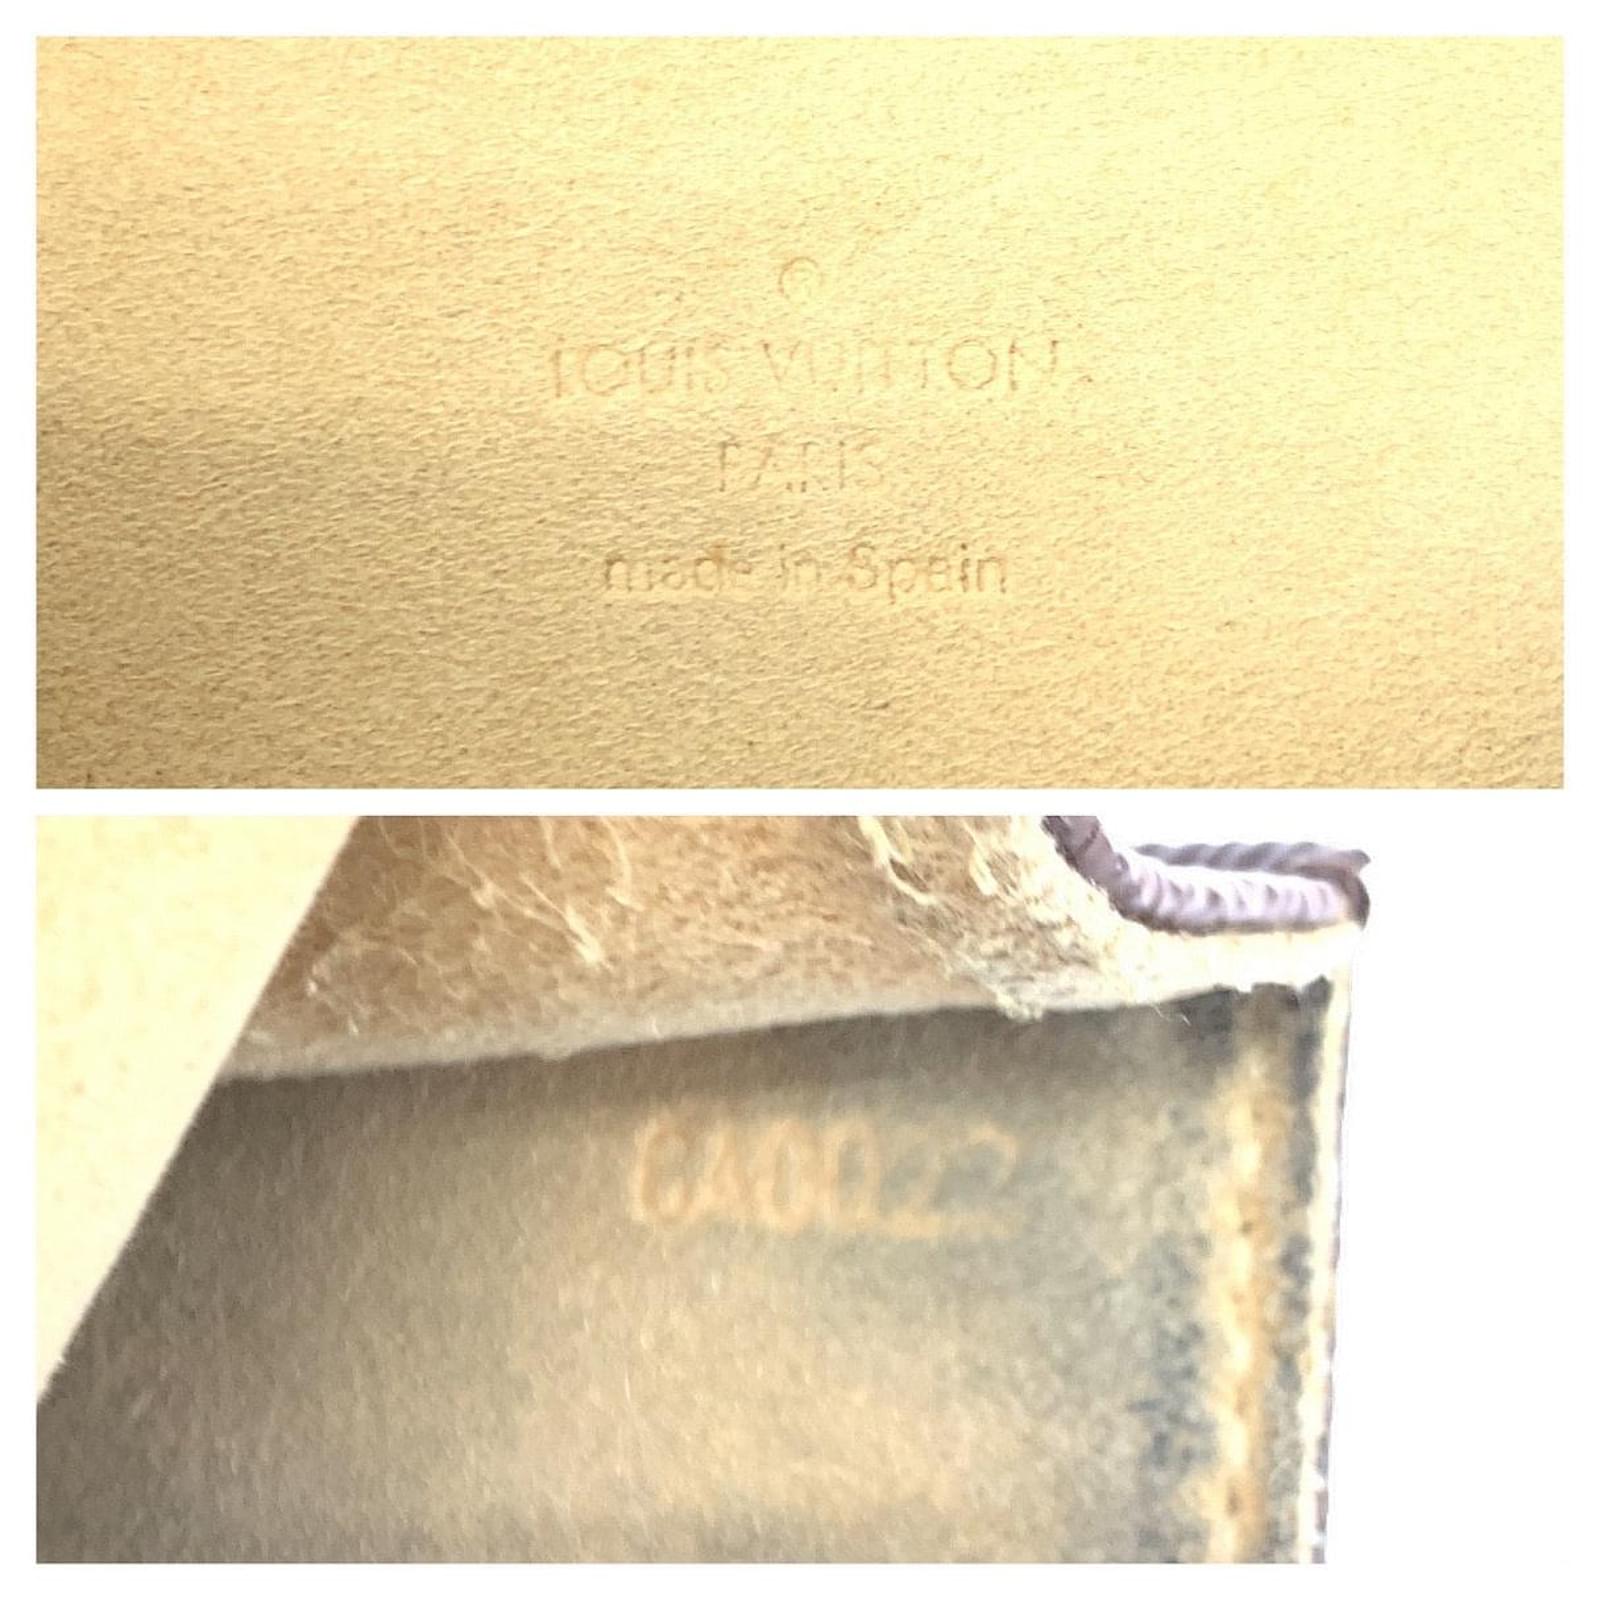 ®
LOUIS VUITTON
PARIS
made in Spain
CA0022